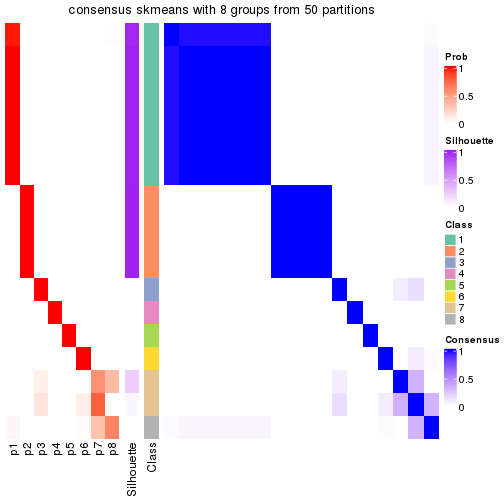 consensus skmeans with 8 groups from 50 partitions
Prob
1
0.5
0
Silhouette
1
0.5
0
Class
1
2
3
4
5
6
7
8
Consensus
1
0.5
0
p1
p2
p3
p4
p5
p6
p7
p8
Silhouette
Class